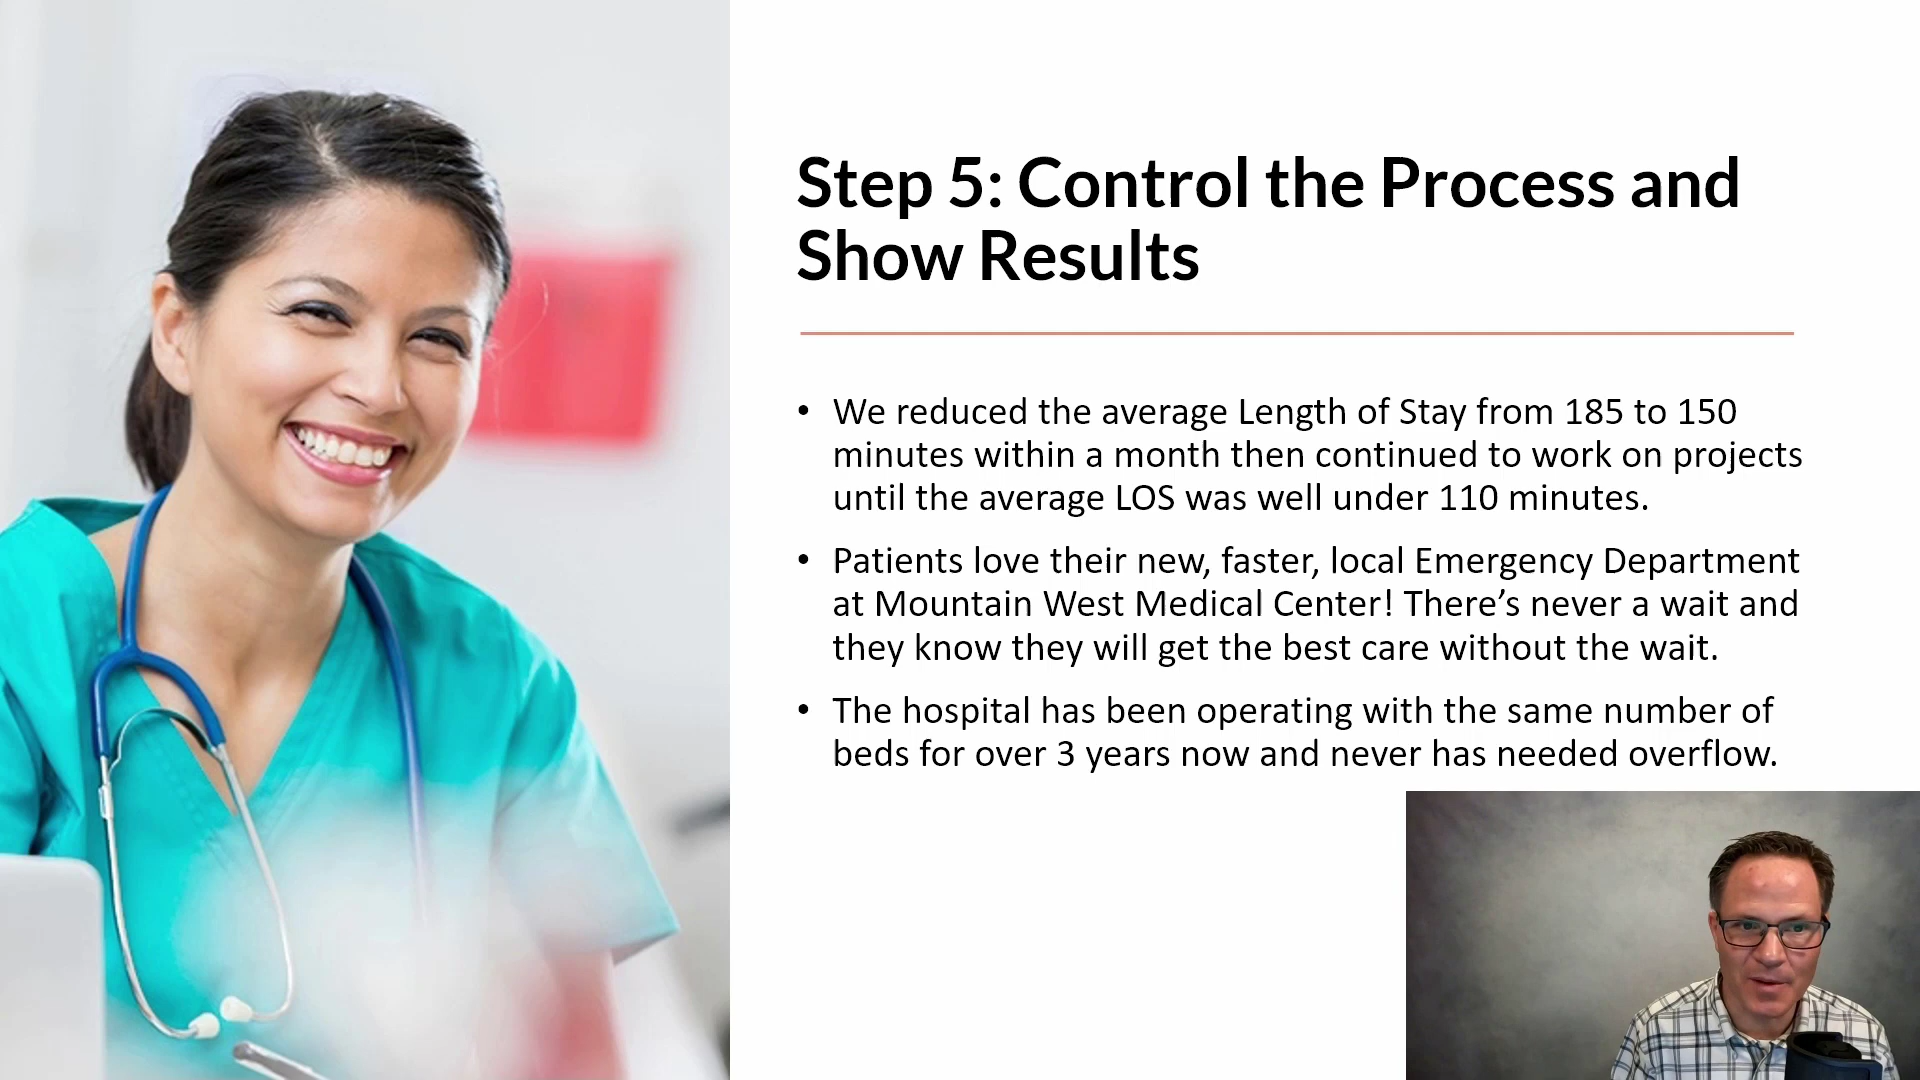 Step 5: Control the Process and
Show Results
• We reduced the average Length of Stay from 185 to 150
minutes within a month then continued to work on projects
until the average LOS was well under 110 minutes.
• Patients love their new, faster, local Emergency Department
at Mountain West Medical Center! There’s never a wait and
they know they will get the best care without the wait.
• The hospital has been operating with the same number of
beds for over 3 years now and never has needed overflow.